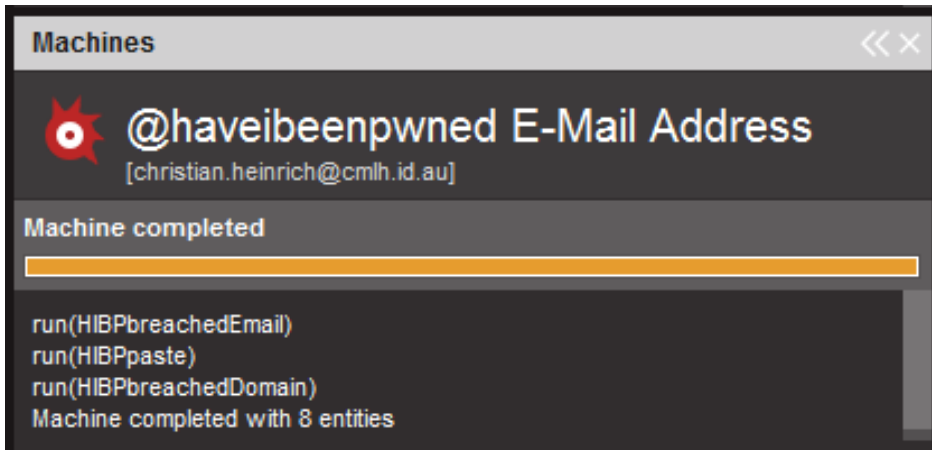 Machines
@haveibeenpwned E-Mail Address
[christian.heinrich@cmlh.id.au]
Machine completed
run(HIBPbreachedEmail)
run(HIBPpaste)
run(HIBPbreachedDomain)
Machine completed with 8 entities